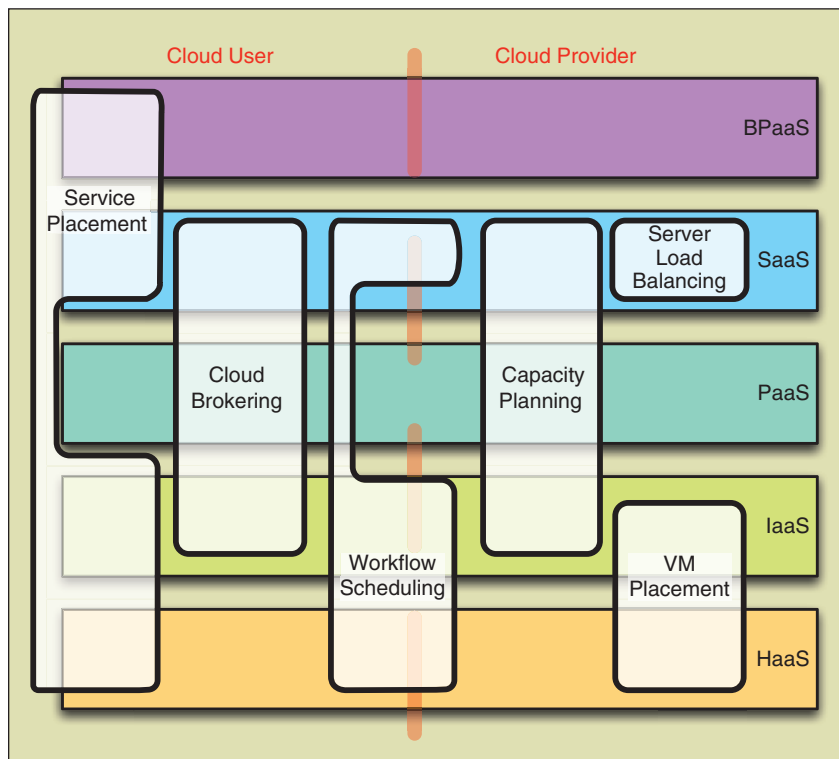 Cloud User
Cloud Provider
BPaaS
Service
Placement
Server
Load
Balancing
SaaS
Cloud
Brokering
Capacity
Planning
PaaS
IaaS
Workflow
Scheduling
VM
Placement
HaaS